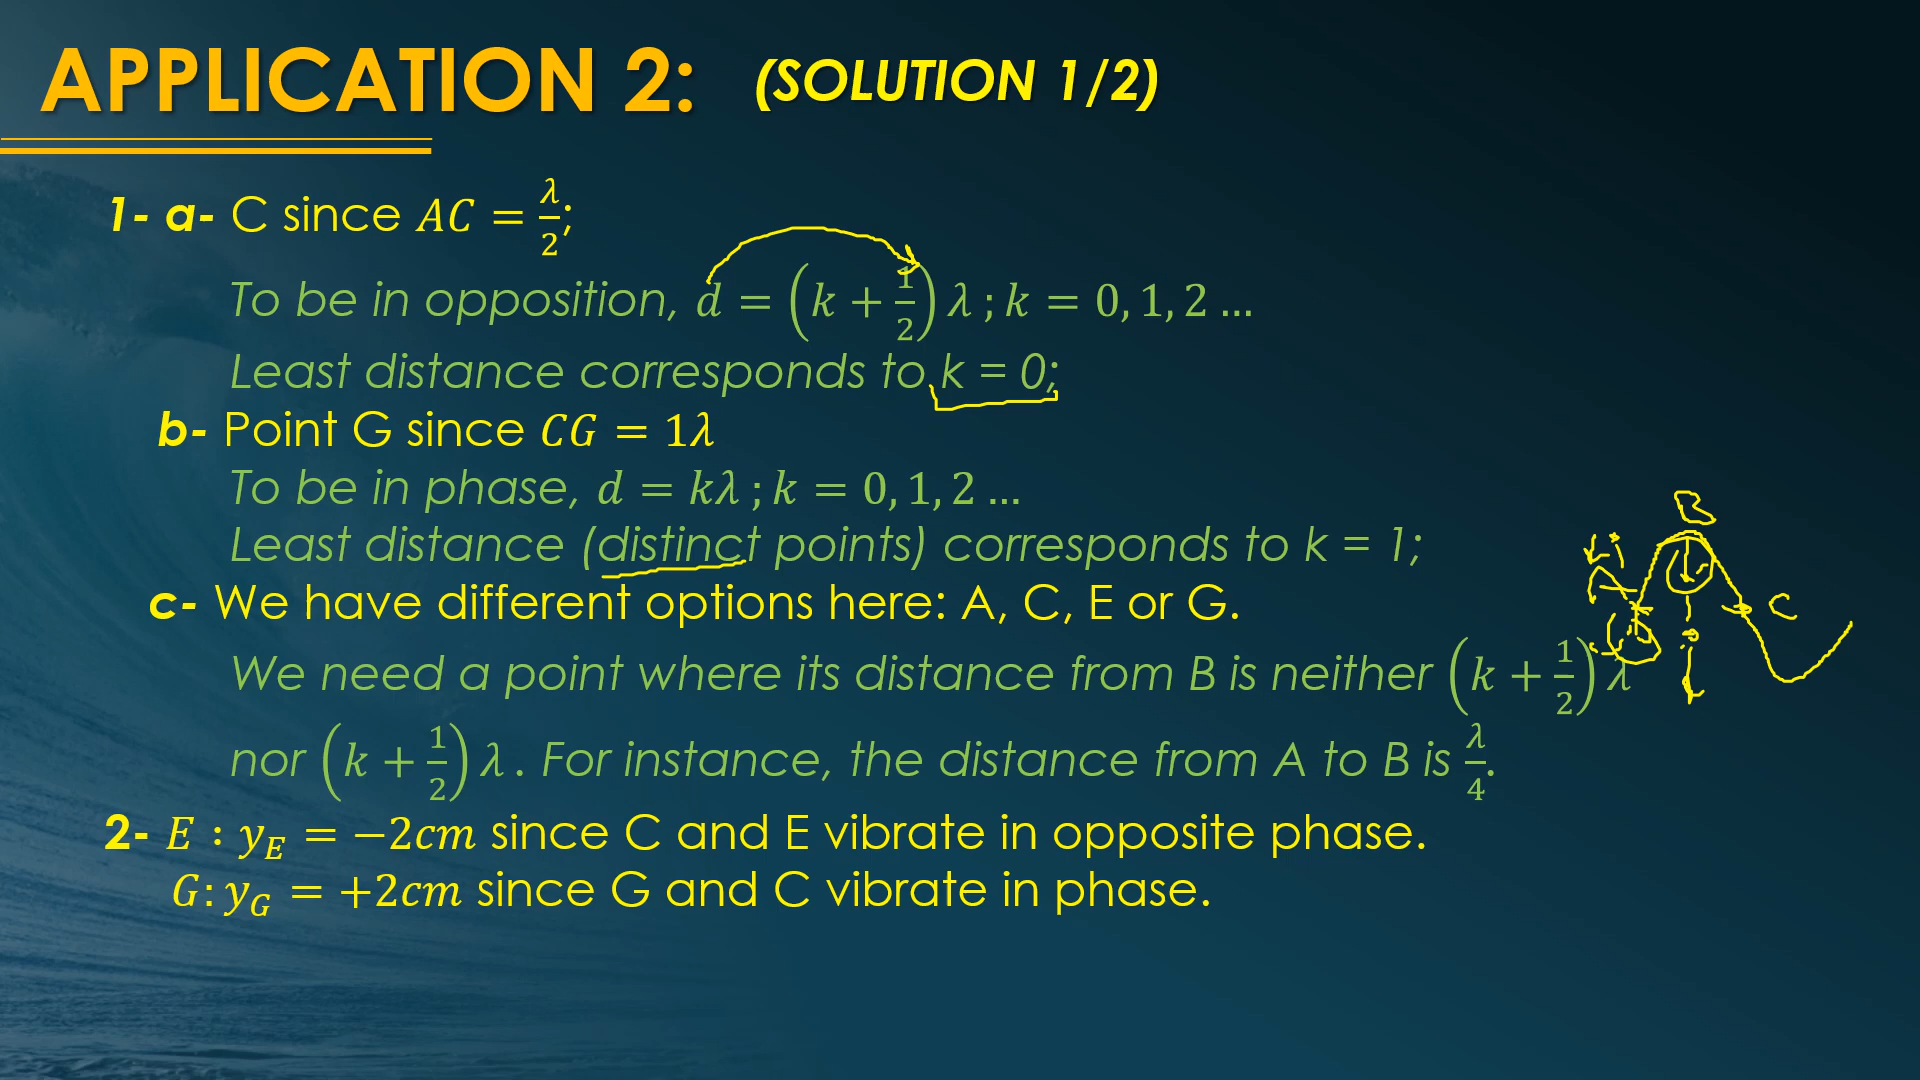 APPLICATION 2: (SOLUTION 1/2)
1- a- C since AC = λ/2;
To be in opposition, d = (k + 1/2) λ ; k = 0, 1, 2 ...
Least distance corresponds to k = 0;
b- Point G since CG = 1λ
To be in phase, d = kλ ; k = 0, 1, 2 ...
Least distance (distinct points) corresponds to k = 1;
c- We have different options here: A, C, E or G.
We need a point where its distance from B is neither (k + 1/2) λ
nor (k + 1/2) λ . For instance, the distance from A to B is λ/4.
2- E : y_E = −2cm since C and E vibrate in opposite phase.
G: y_G = +2cm since G and C vibrate in phase.
C